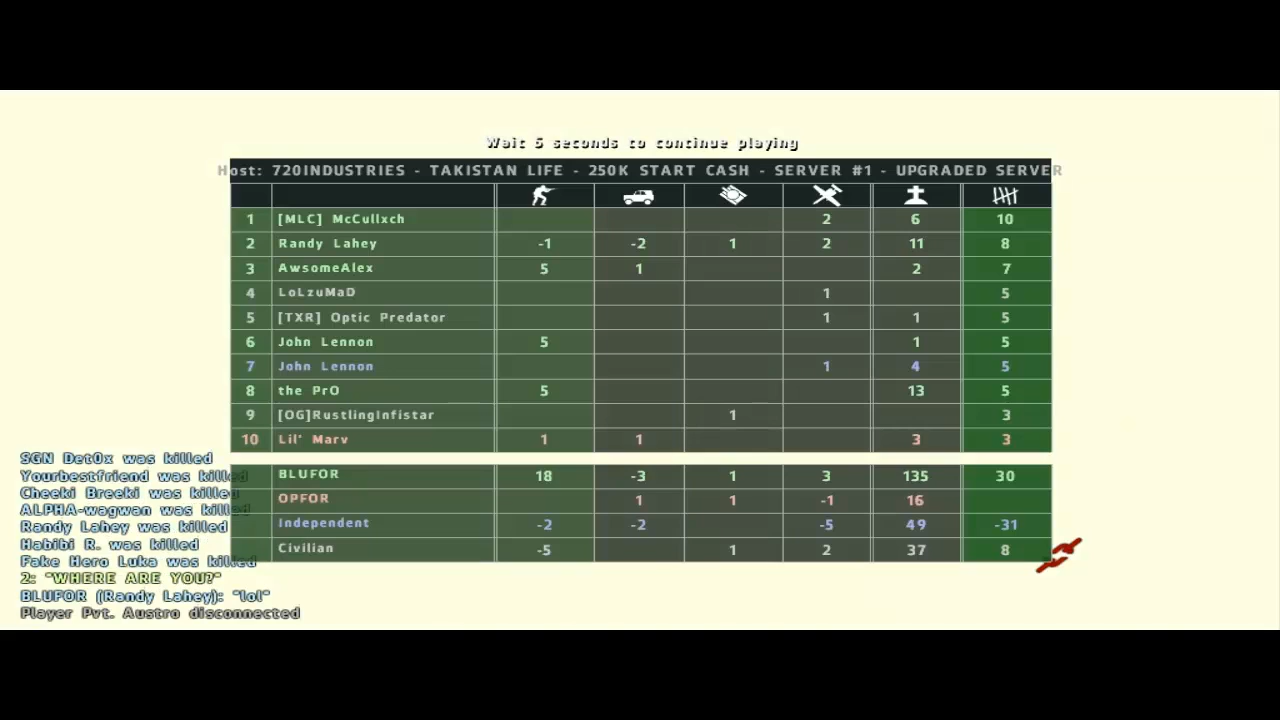 Wait 5 seconds to continue playing
Host: 720INDUSTRIES - TAKISTAN LIFE - 250K START CASH - SERVER #1 - UPGRADED SERVER
1 [MLC] McCullxch 2 6 10
2 Randy Lahey -1 -2 1 2 11 8
3 AwsomeAlex 5 1 2 7
4 LoLzuMaD 1 5
5 [TXR] Optic Predator 1 1 5
6 John Lennon 5 1 5
7 John Lennon 1 4 5
8 the PrO 5 13 5
9 [OG]RustlingInfistar 1 3
10 Lil' Marv 1 1 3 3
BLUFOR 18 -3 1 3 135 30
OPFOR 1 1 -1 16
Independent -2 -2 -5 49 -31
Civilian -5 1 2 37 8
SGN Det0x was killed
Yourbestfriend was killed
Cheeki Breeki was killed
ALPHA-wagwan was killed
Randy Lahey was killed
Habibi R. was killed
Fake Hero Luka was killed
2: "WHERE ARE YOU?"
BLUFOR (Randy Lahey): "lol"
Player Pvt. Austro disconnected